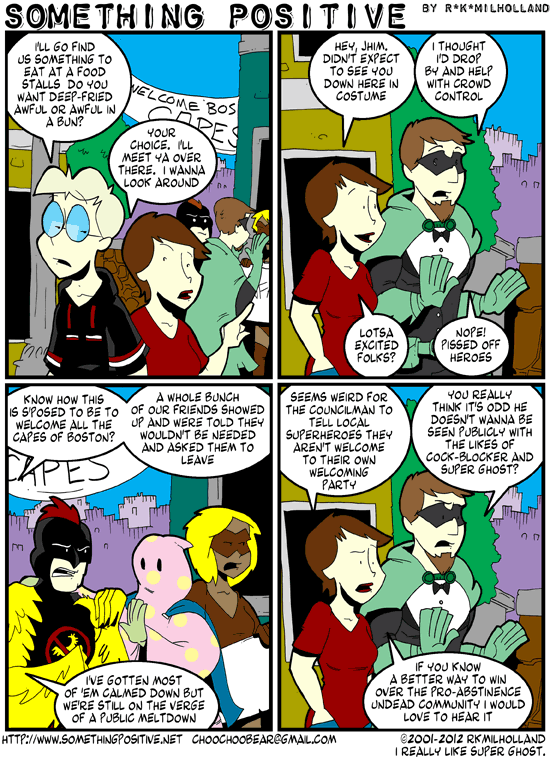 SOMETHING POSITIVE BY R*K*MILHOLLAND
I'LL GO FIND
US SOMETHING TO
EAT AT A FOOD
STALLS DO YOU
WANT DEEP-FRIED
AWFUL OR AWFUL IN
A BUN?
WELCOME BOS
CAPES
YOUR
CHOICE. I'LL
MEET YA OVER
THERE. I WANNA
LOOK AROUND
HEY, JHIM.
DIDN'T EXPECT
TO SEE YOU
DOWN HERE IN
COSTUME
I THOUGHT
I'D DROP
BY AND HELP
WITH CROWD
CONTROL
LOTSA
EXCITED
FOLKS?
NOPE!
PISSED OFF
HEROES
KNOW HOW THIS
IS S'POSED TO BE TO
WELCOME ALL THE
CAPES OF BOSTON?
A WHOLE BUNCH
OF OUR FRIENDS SHOWED
UP AND WERE TOLD THEY
WOULDN'T BE NEEDED
AND ASKED THEM TO
LEAVE
CAPES
I'VE GOTTEN MOST
OF 'EM CALMED DOWN BUT
WE'RE STILL ON THE VERGE
OF A PUBLIC MELTDOWN
SEEMS WEIRD FOR
THE COUNCILMAN TO
TELL LOCAL
SUPERHEROES THEY
AREN'T WELCOME
TO THEIR OWN
WELCOMING
PARTY
YOU REALLY
THINK IT'S ODD HE
DOESN'T WANNA BE
SEEN PUBLICLY WITH
THE LIKES OF
COCK-BLOCKER AND
SUPER GHOST?
IF YOU KNOW
A BETTER WAY TO WIN
OVER THE PRO-ABSTINENCE
UNDEAD COMMUNITY I WOULD
LOVE TO HEAR IT
HTTP://WWW.SOMETHINGPOSITIVE.NET CHOOCHOOBEAR@GMAIL.COM ©2001-2012 RKMILHOLLAND
I REALLY LIKE SUPER GHOST.